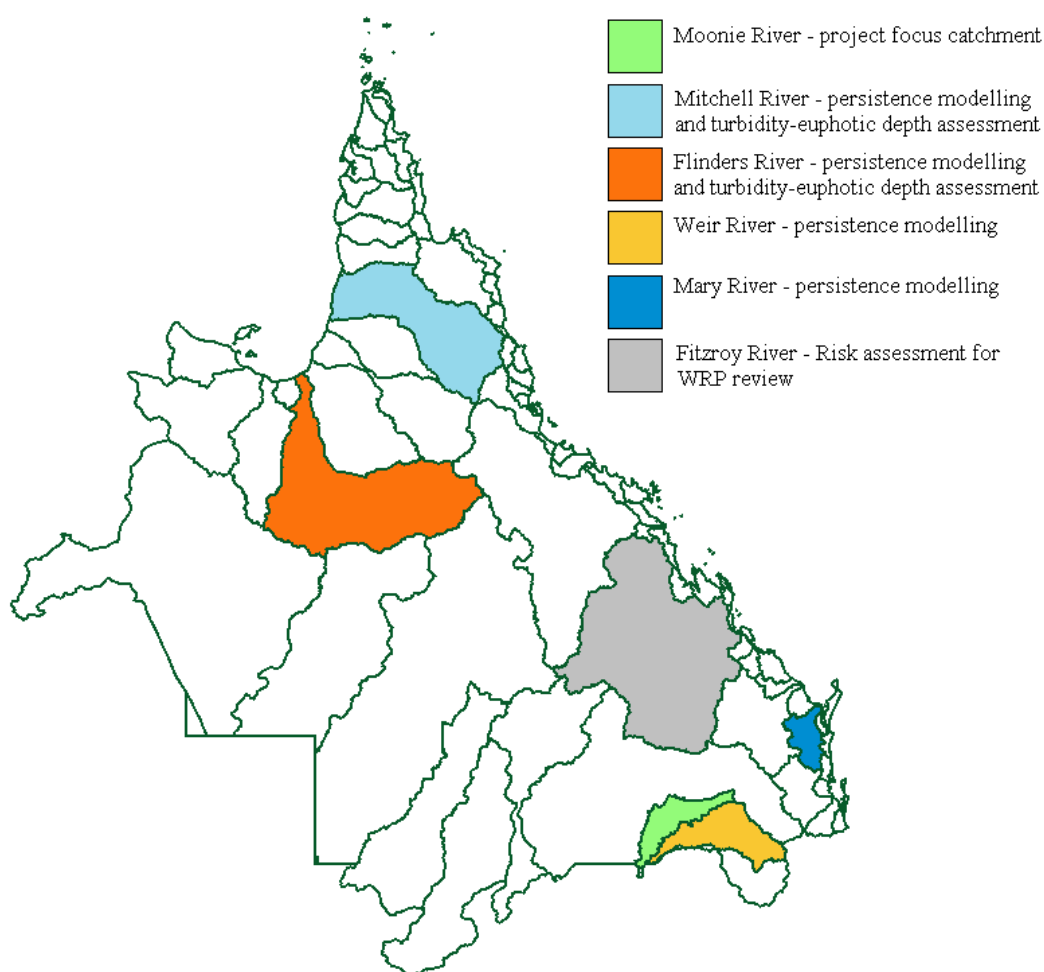 Moonie River - project focus catchment
Mitchell River - persistence modelling
and turbidity-euphotic depth assessment
Flinders River - persistence modelling
and turbidity-euphotic depth assessment
Weir River - persistence modelling
Mary River - persistence modelling
Fitzroy River - Risk assessment for
WRP review